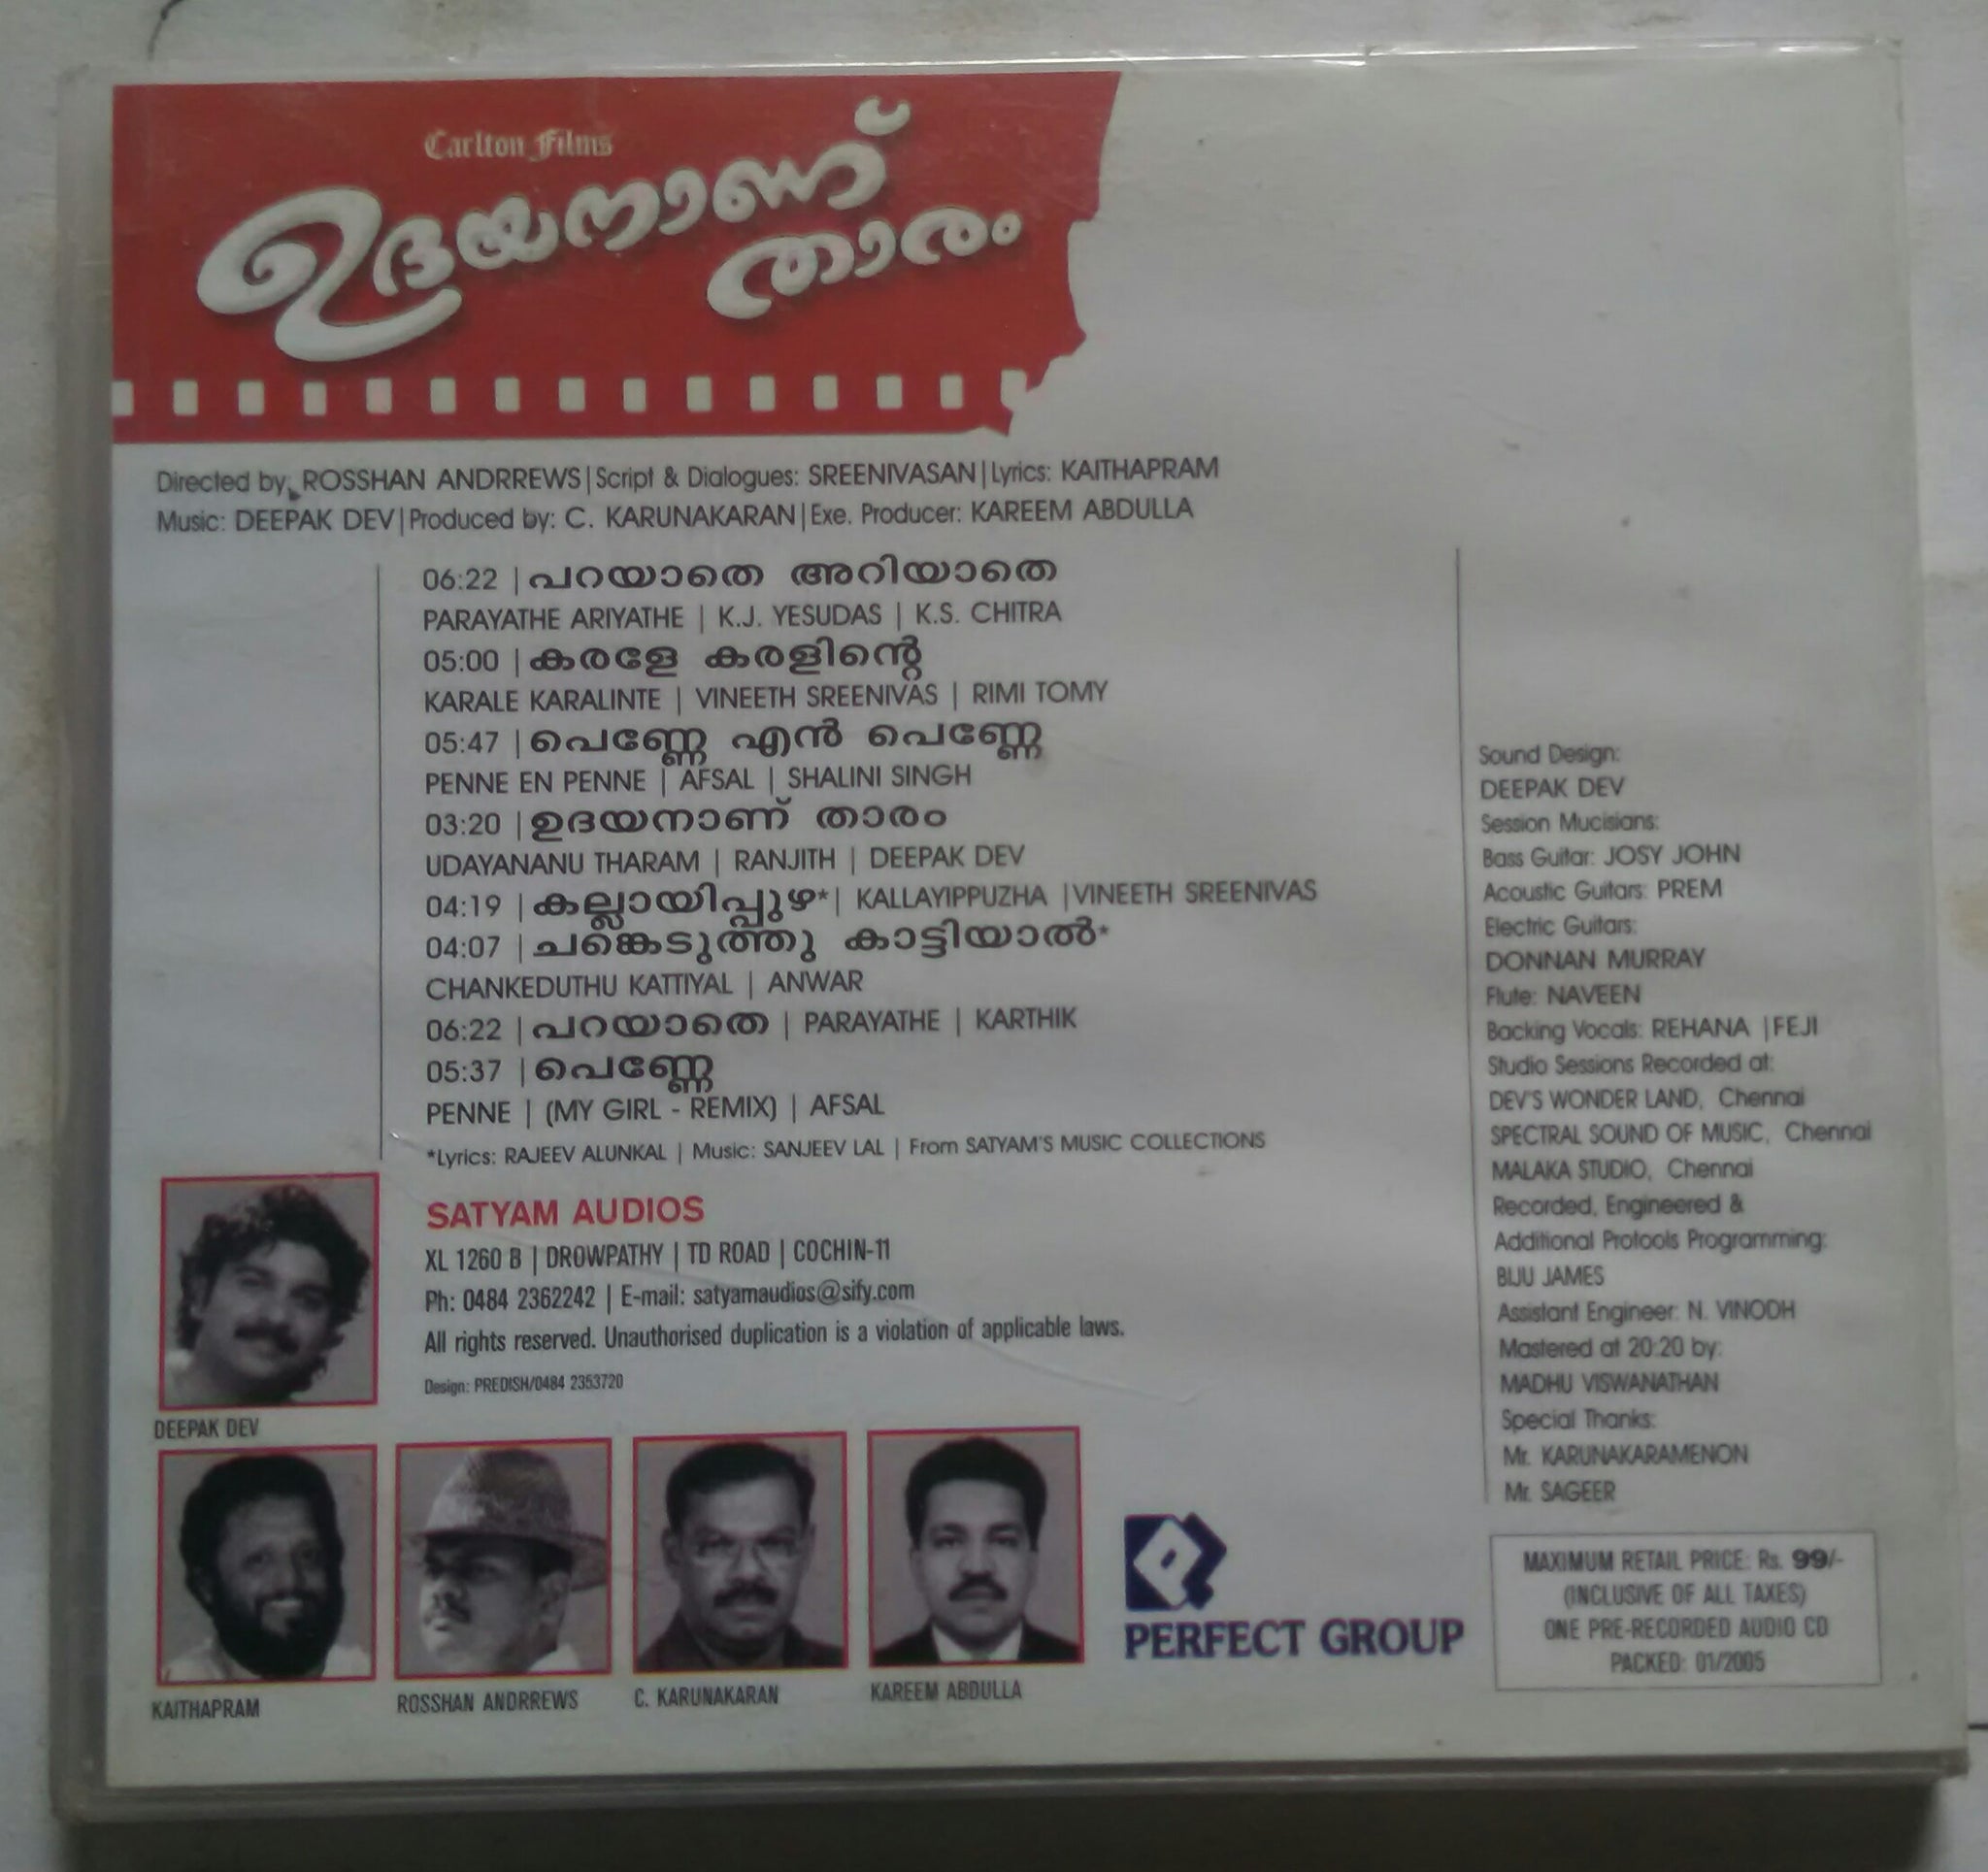 Carlton Films
ഉദയനാണ്
താരം
Directed by: ROSSHAN ANDRREWS|Script & Dialogues: SREENIVASAN|Lyrics: KAITHAPRAM
Music: DEEPAK DEV|Produced by: C. KARUNAKARAN|Exe. Producer: KAREEM ABDULLA
06:22 |പറയാതെ അറിയാതെ
PARAYATHE ARIYATHE | K.J. YESUDAS | K.S. CHITRA
05:00 |കരളേ കരളിന്റെ
KARALE KARALINTE | VINEETH SREENIVAS | RIMI TOMY
05:47 |പെണ്ണേ എൻ പെണ്ണേ
PENNE EN PENNE | AFSAL | SHALINI SINGH
03:20 |ഉദയനാണ് താരം
UDAYANANU THARAM | RANJITH | DEEPAK DEV
04:19 |കല്ലായിപ്പുഴ*| KALLAYIPPUZHA |VINEETH SREENIVAS
04:07 |ചങ്കെടുത്തു കാട്ടിയാൽ*
CHANKEDUTHU KATTIYAL | ANWAR
06:22 |പറയാതെ | PARAYATHE | KARTHIK
05:37 |പെണ്ണേ
PENNE | (MY GIRL - REMIX) | AFSAL
*Lyrics: RAJEEV ALUNKAL | Music: SANJEEV LAL | From SATYAM'S MUSIC COLLECTIONS
SATYAM AUDIOS
XL 1260 B | DROWPATHY | TD ROAD | COCHIN-11
Ph: 0484 2362242 | E-mail: satyamaudios@sify.com
All rights reserved. Unauthorised duplication is a violation of applicable laws.
Design: PREDISH/0484 2353720
DEEPAK DEV
KAITHAPRAM
ROSSHAN ANDRREWS
C. KARUNAKARAN
KAREEM ABDULLA
PERFECT GROUP
Sound Design:
DEEPAK DEV
Session Mucisians:
Bass Guitar: JOSY JOHN
Acoustic Guitars: PREM
Electric Guitars:
DONNAN MURRAY
Flute: NAVEEN
Backing Vocals: REHANA |FEJI
Studio Sessions Recorded at:
DEV'S WONDER LAND, Chennai
SPECTRAL SOUND OF MUSIC, Chennai
MALAKA STUDIO, Chennai
Recorded, Engineered &
Additional Protools Programming:
BIJU JAMES
Assistant Engineer: N. VINODH
Mastered at 20:20 by:
MADHU VISWANATHAN
Special Thanks:
Mr. KARUNAKARAMENON
Mr. SAGEER
MAXIMUM RETAIL PRICE: Rs. 99/-
(INCLUSIVE OF ALL TAXES)
ONE PRE-RECORDED AUDIO CD
PACKED: 01/2005